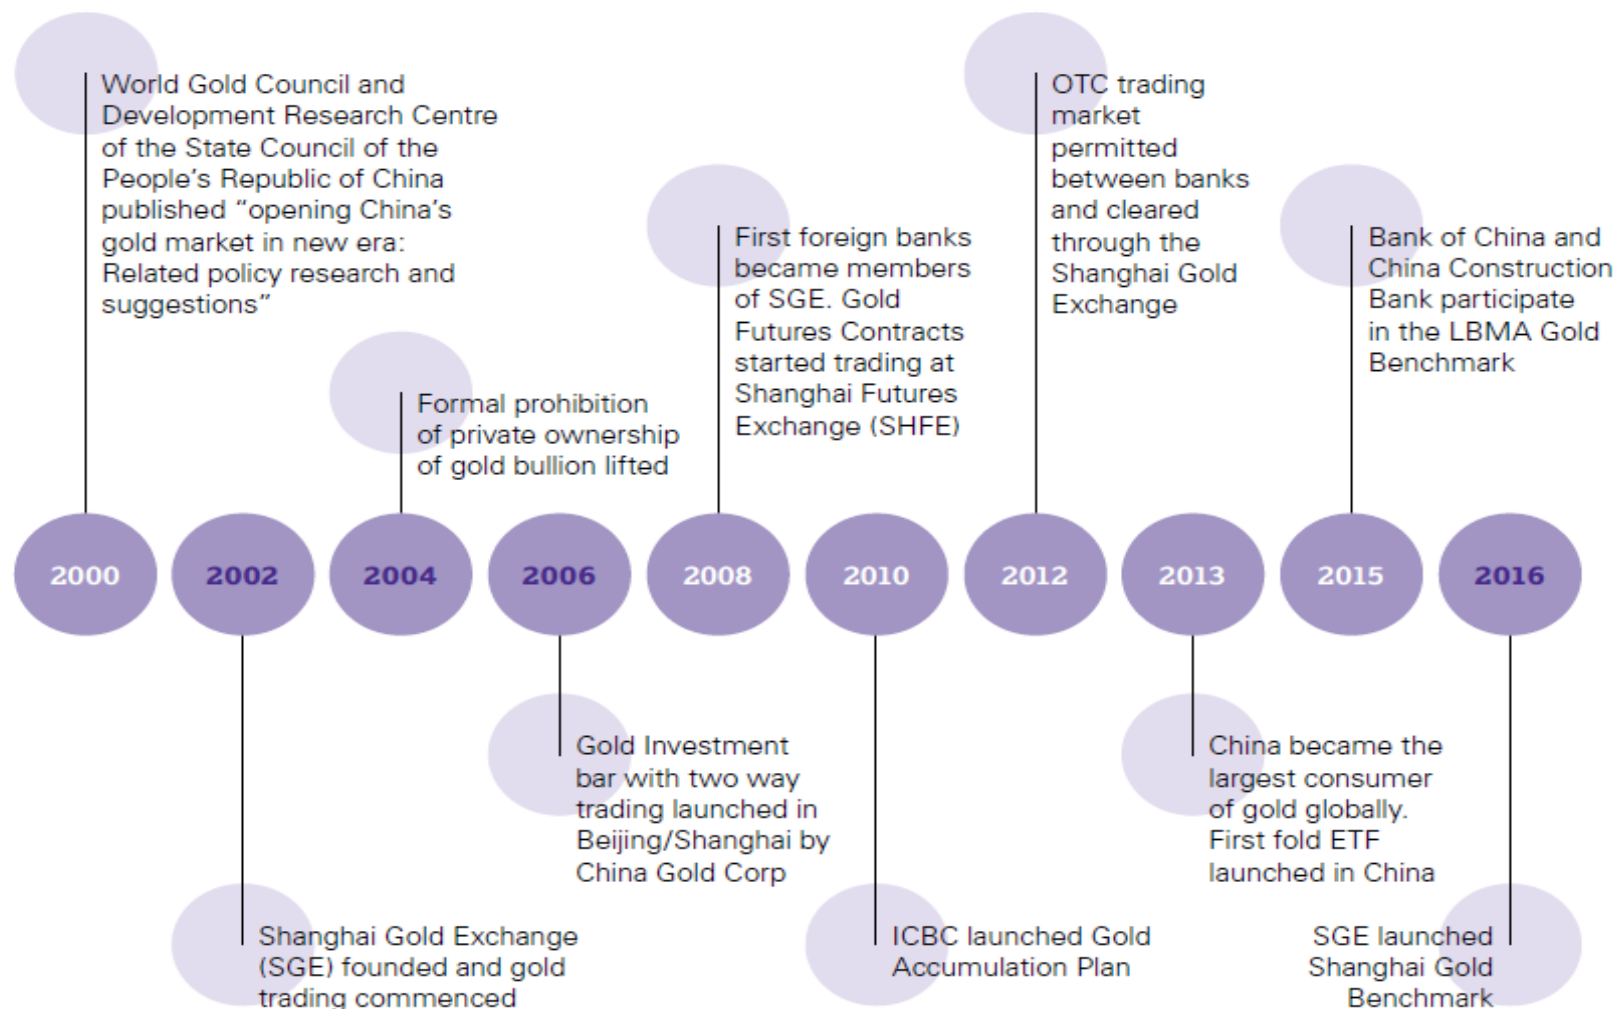 World Gold Council and
Development Research Centre
of the State Council of the
People's Republic of China
published “opening China's
gold market in new era:
Related policy research and
suggestions”
Formal prohibition
of private ownership
of gold bullion lifted
First foreign banks
became members
of SGE. Gold
Futures Contracts
started trading at
Shanghai Futures
Exchange (SHFE)
OTC trading
market
permitted
between banks
and cleared
through the
Shanghai Gold
Exchange
Bank of China and
China Construction
Bank participate
in the LBMA Gold
Benchmark
2000 2002 2004 2006 2008 2010 2012 2013 2015 2016
Shanghai Gold Exchange
(SGE) founded and gold
trading commenced
Gold Investment
bar with two way
trading launched in
Beijing/Shanghai by
China Gold Corp
ICBC launched Gold
Accumulation Plan
China became the
largest consumer
of gold globally.
First fold ETF
launched in China
SGE launched
Shanghai Gold
Benchmark